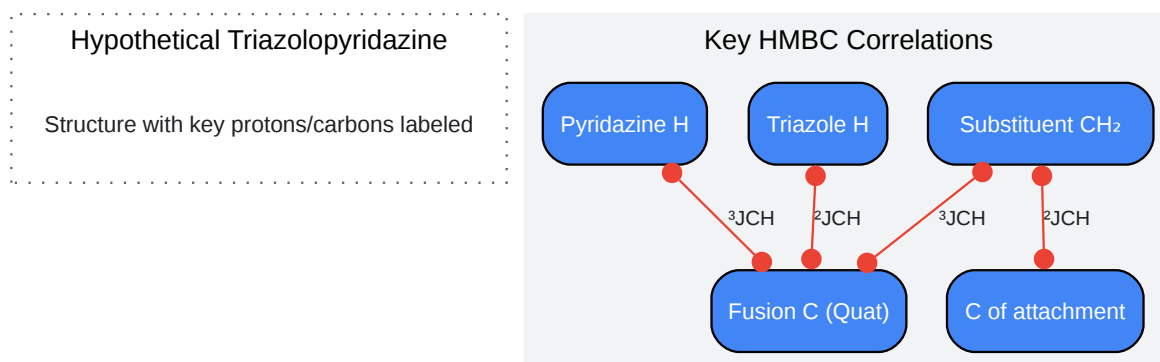 Hypothetical Triazolopyridazine
Structure with key protons/carbons labeled
Key HMBC Correlations
Pyridazine H
Triazole H
Substituent CH₂
³JCH
²JCH
³JCH
²JCH
Fusion C (Quat)
C of attachment